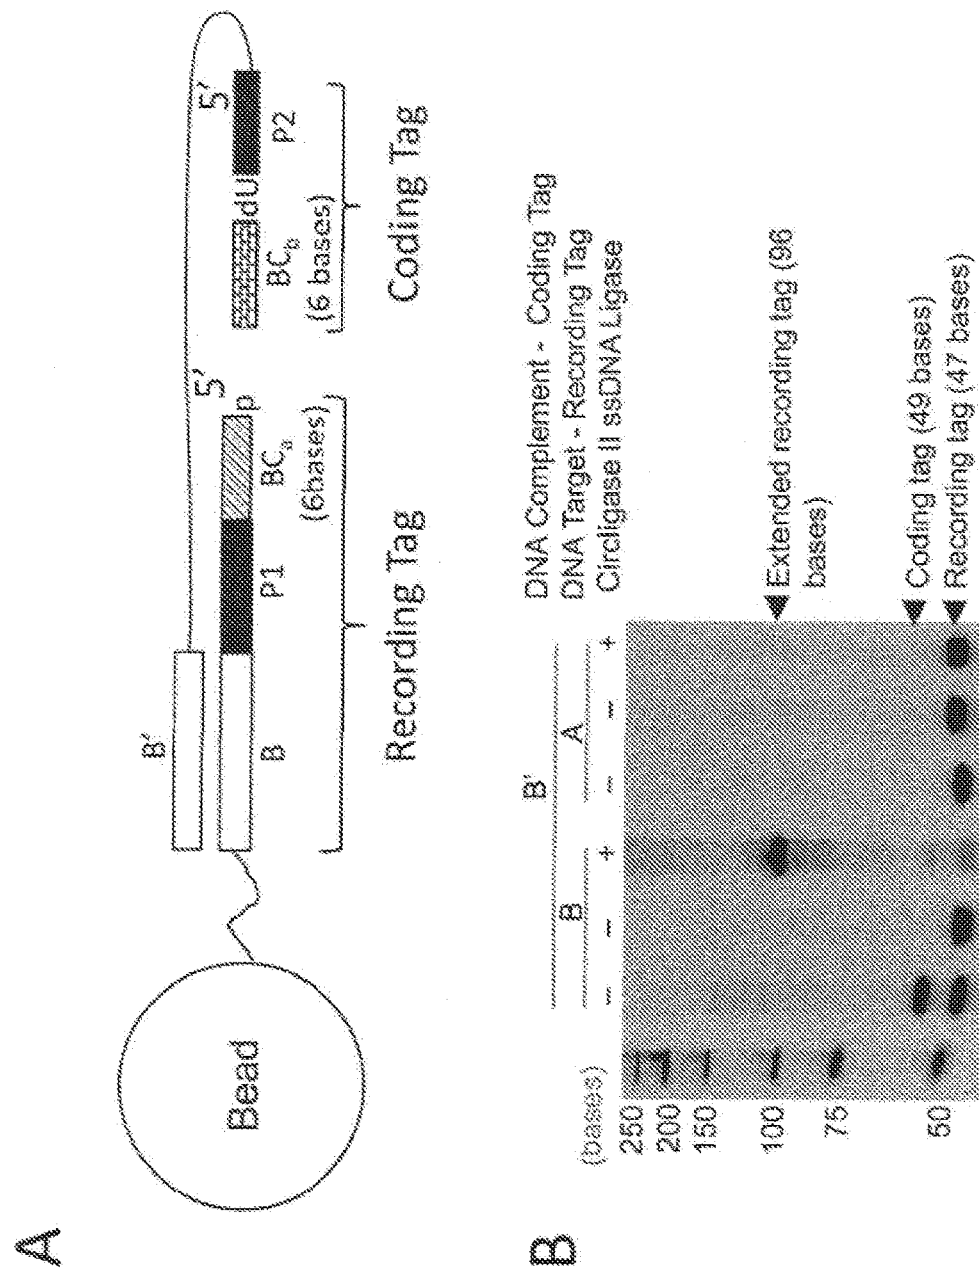 A
Bead
B'
B
P1
BCa
(6bases)
5'
p
Recording Tag
BCb
(6 bases)
dU
5'
P2
Coding Tag
B
B'
DNA Complement - Coding Tag
B
A
DNA Target - Recording Tag
(bases)
– – + – – +
Circligase II ssDNA Ligase
250
200
150
100
75
50
Extended recording tag (96
bases)
Coding tag (49 bases)
Recording tag (47 bases)